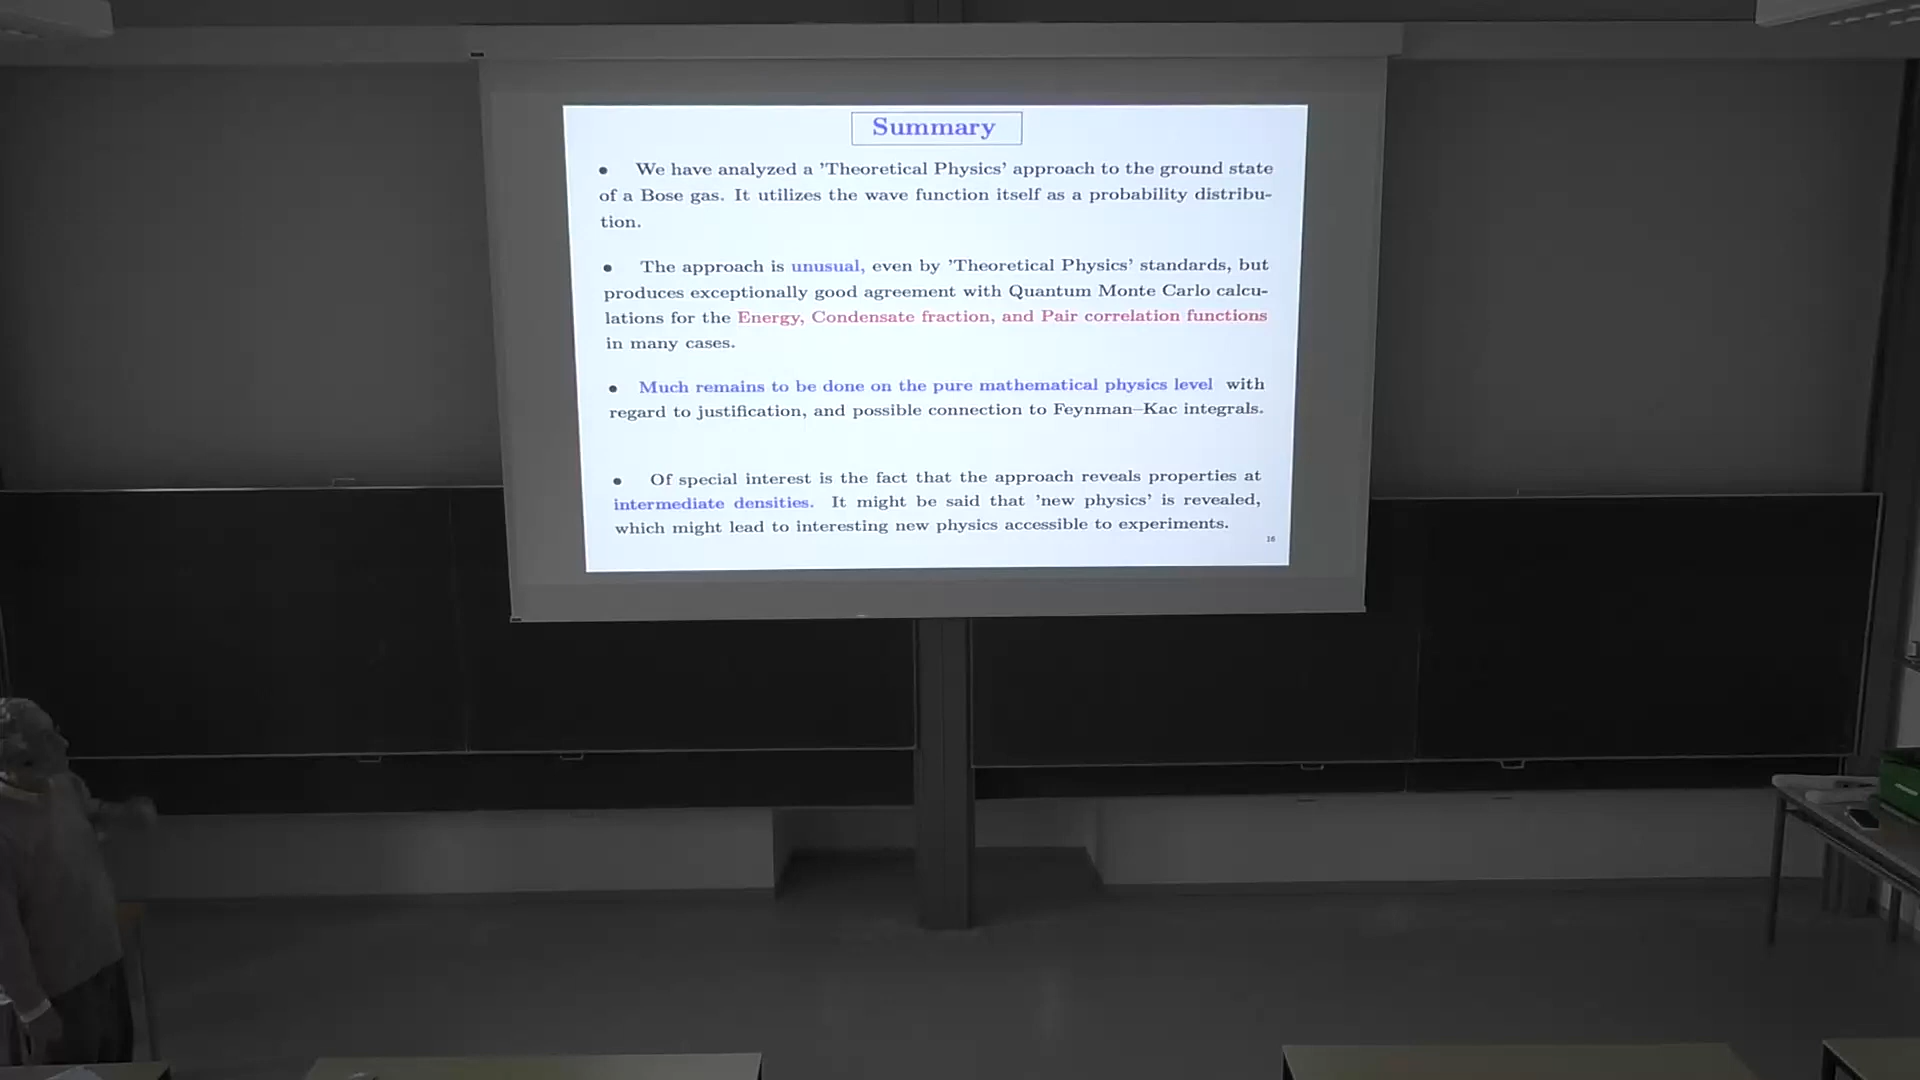 Summary
• We have analyzed a 'Theoretical Physics' approach to the ground state
of a Bose gas. It utilizes the wave function itself as a probability distribu-
tion.
• The approach is unusual, even by 'Theoretical Physics' standards, but
produces exceptionally good agreement with Quantum Monte Carlo calcu-
lations for the Energy, Condensate fraction, and Pair correlation functions
in many cases.
• Much remains to be done on the pure mathematical physics level with
regard to justification, and possible connection to Feynman–Kac integrals.
• Of special interest is the fact that the approach reveals properties at
intermediate densities. It might be said that 'new physics' is revealed,
which might lead to interesting new physics accessible to experiments.
16